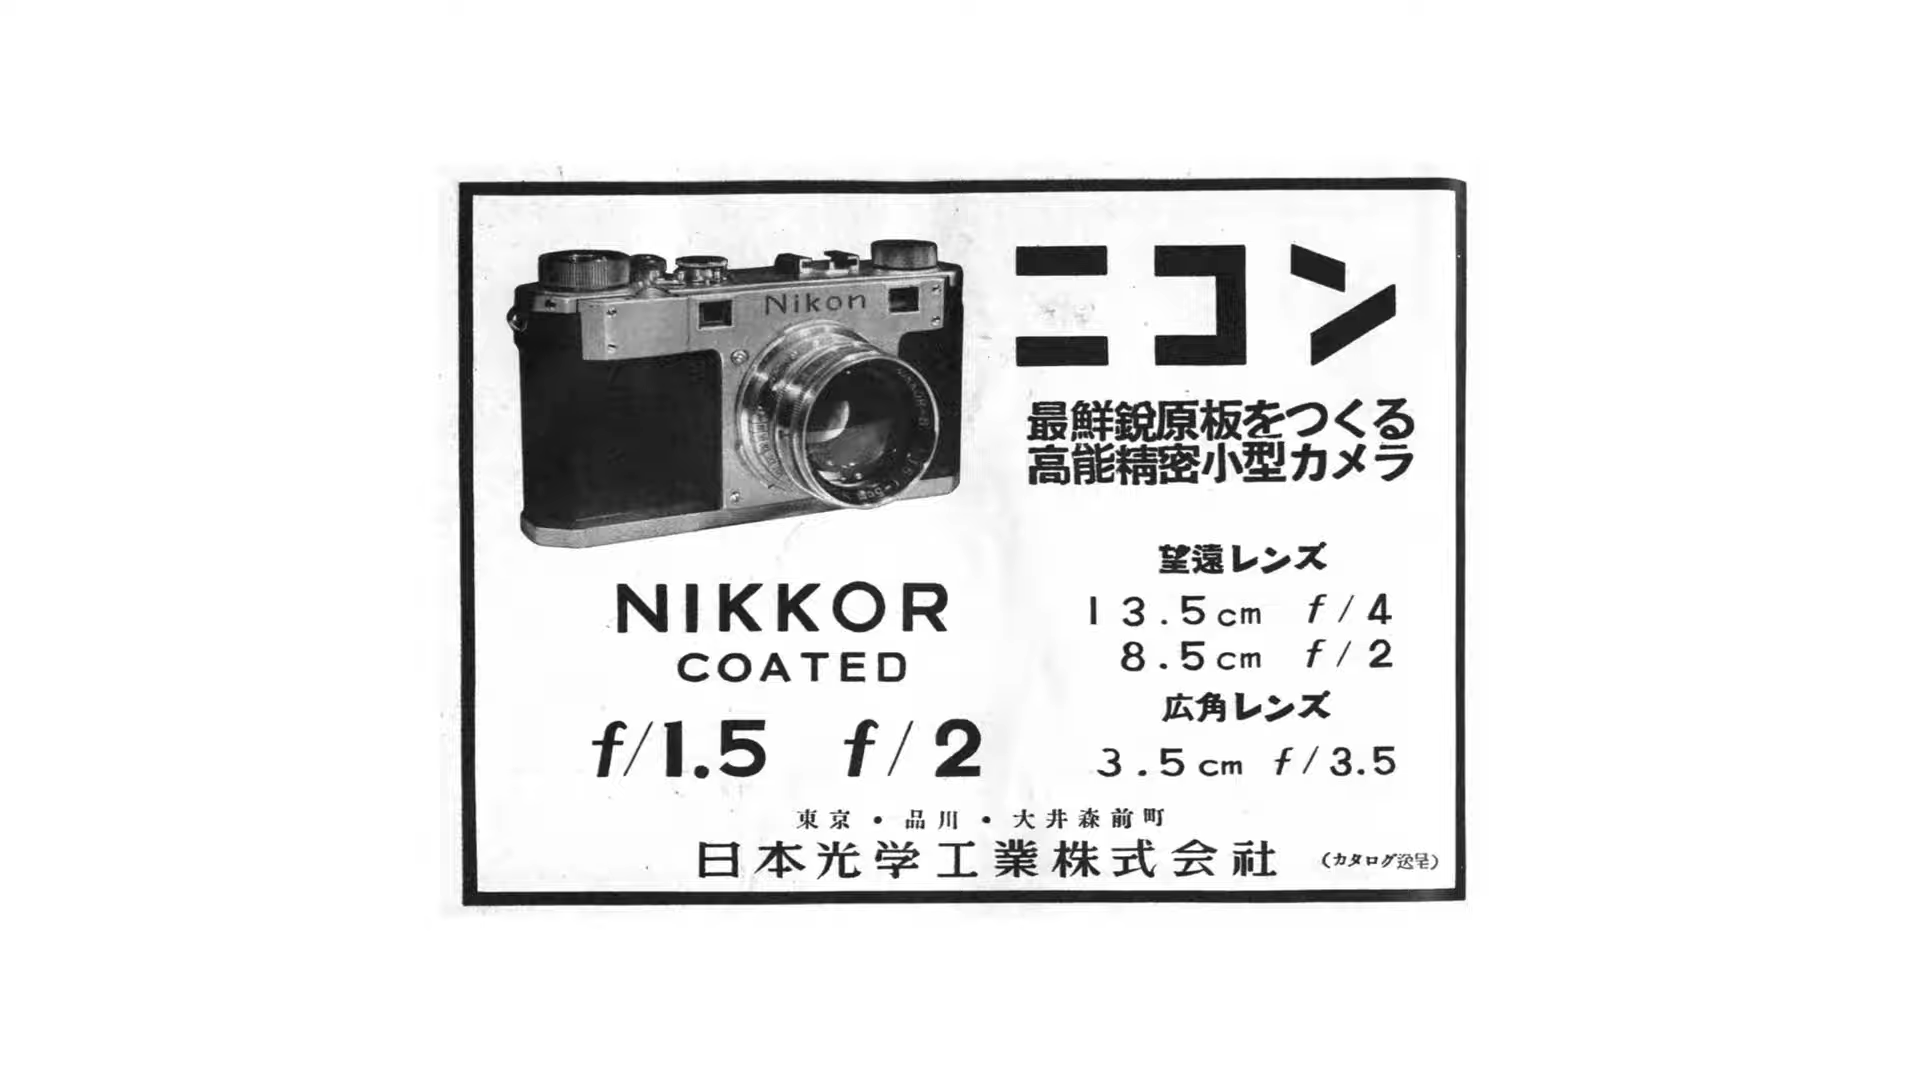 Nikon
ニコン
最鮮鋭原板をつくる
高能精密小型カメラ
NIKKOR
COATED
f/1.5 f/2
望遠レンズ
13.5cm f/4
8.5cm f/2
広角レンズ
3.5cm f/3.5
東京・品川・大井森前町
日本光学工業株式会社
(カタログ送呈)